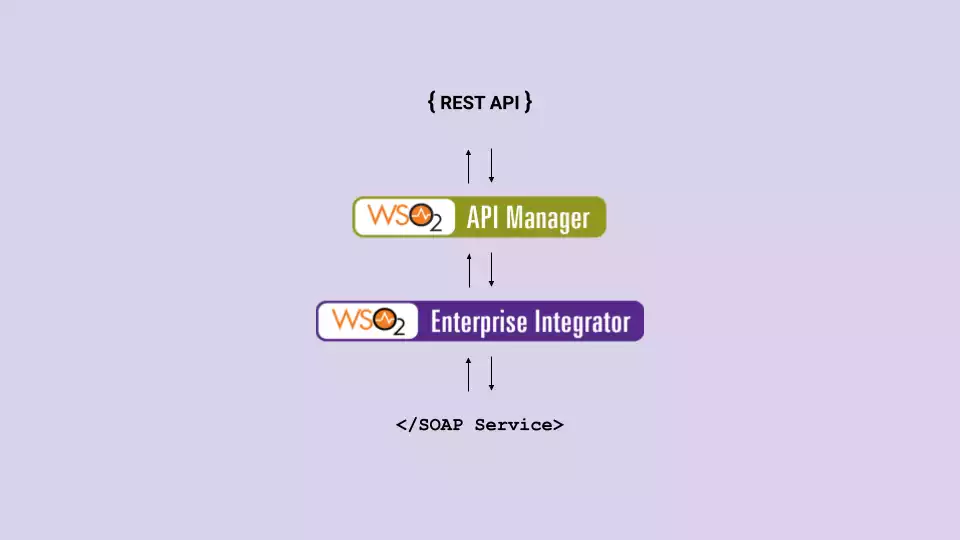 { REST API }
WSO2 API Manager
WSO2 Enterprise Integrator
</SOAP Service>